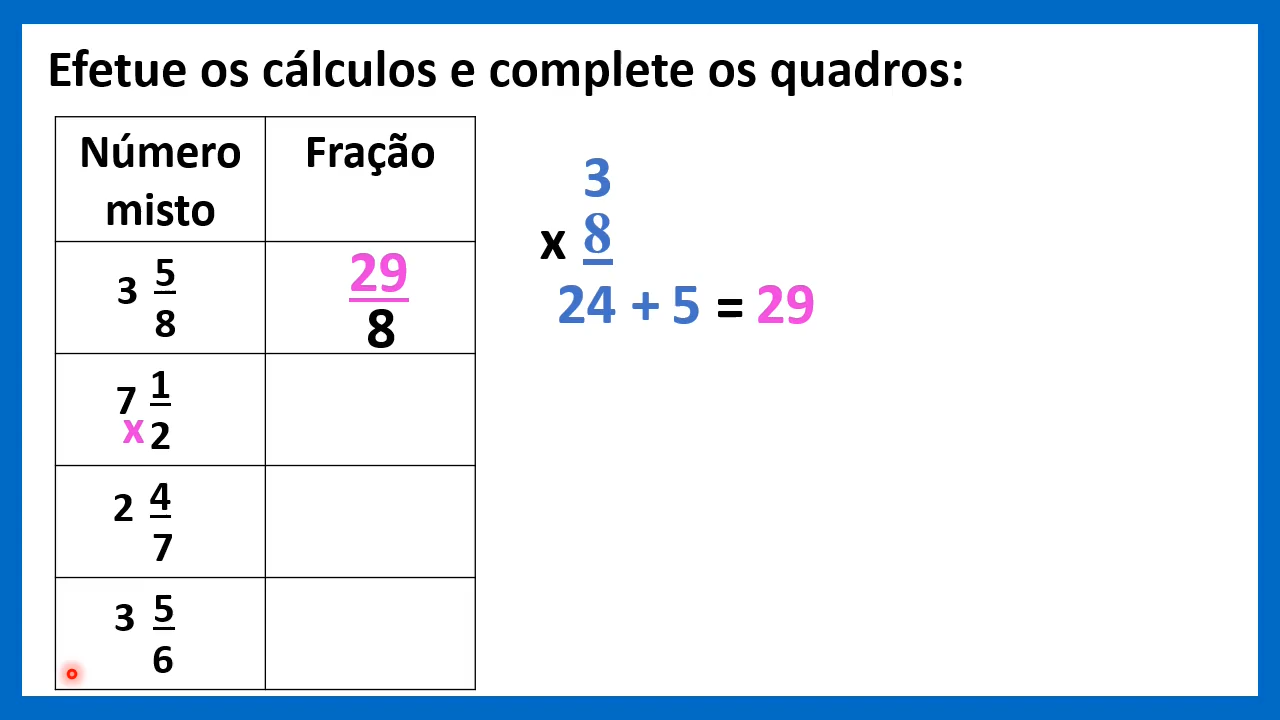 Efetue os cálculos e complete os quadros:
Número misto
Fração
3 5/8
29/8
7 x 1/2
2 4/7
3 5/6
3
x 8
24 + 5 = 29